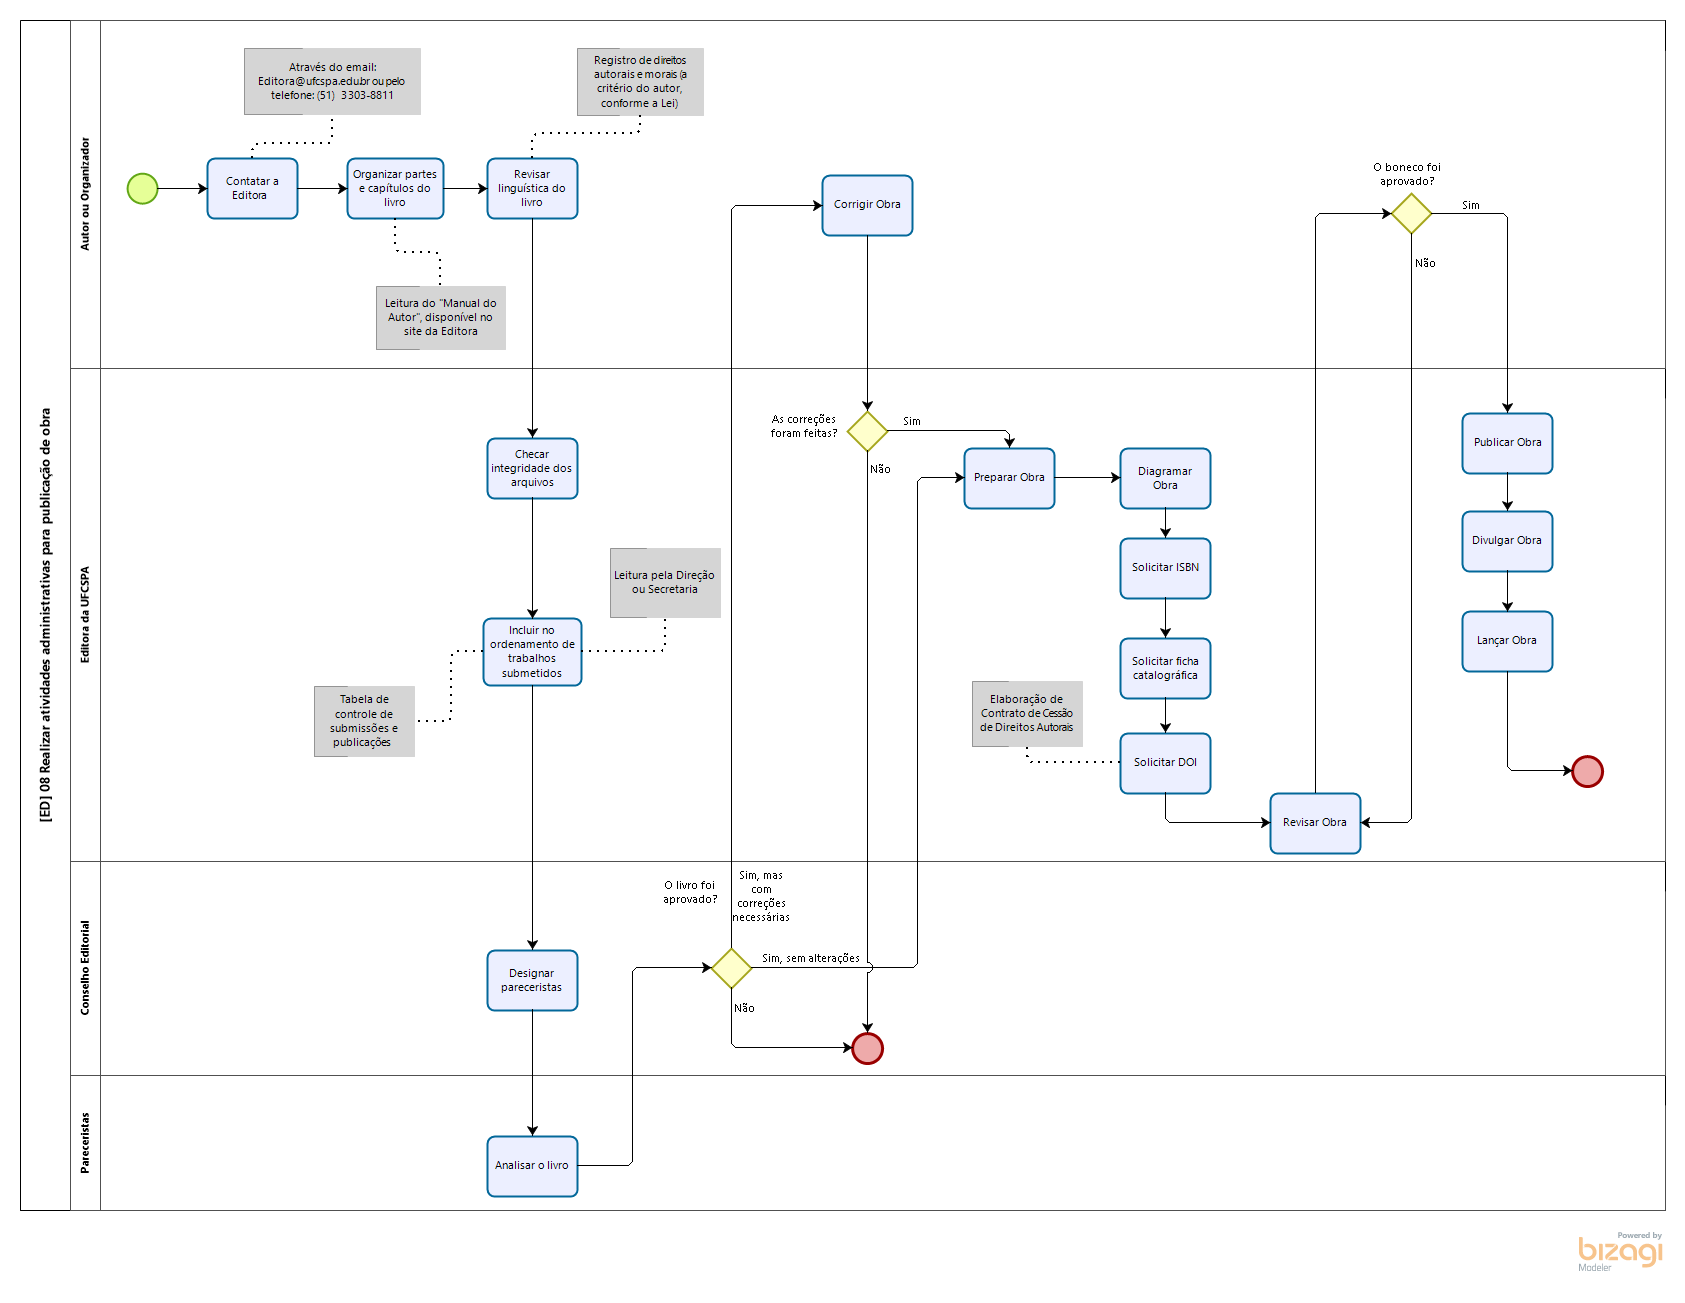 [ED] 08 Realizar atividades administrativas para publicação de obra
Autor ou Organizador
Através do email:
Editora@ufcspa.edu.br ou pelo
telefone: (51)  3303-8811
Registro de direitos
autorais e morais (a
critério do autor,
conforme a Lei)
Contatar a
Editora
Organizar partes
e capítulos do
livro
Revisar
linguística do
livro
Leitura do "Manual do
Autor", disponível no
site da Editora
Corrigir Obra
O boneco foi
aprovado?
Sim
Não
Editora da UFCSPA
Checar
integridade dos
arquivos
Leitura pela Direção
ou Secretaria
Incluir no
ordenamento de
trabalhos
submetidos
Tabela de
controle de
submissões e
publicações
As correções
foram feitas?
Sim
Não
Preparar Obra
Diagramar
Obra
Solicitar ISBN
Solicitar ficha
catalográfica
Elaboração de
Contrato de Cessão
de Direitos Autorais
Solicitar DOI
Revisar Obra
Publicar Obra
Divulgar Obra
Lançar Obra
Conselho Editorial
Designar
pareceristas
O livro foi
aprovado?
Sim, mas
com
correções
necessárias
Sim, sem alterações
Não
Pareceristas
Analisar o livro
Powered by
bizagi
Modeler